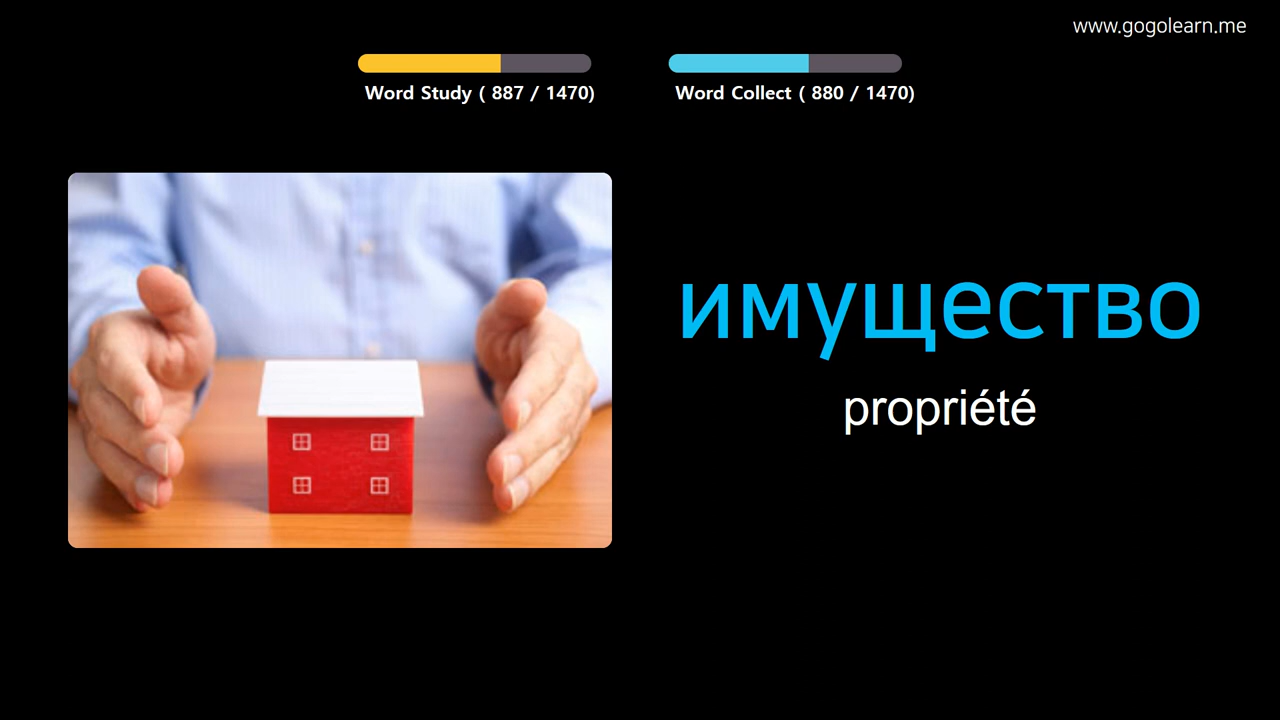 www.gogolearn.me
Word Study ( 887 / 1470)
Word Collect ( 880 / 1470)
имущество
propriété